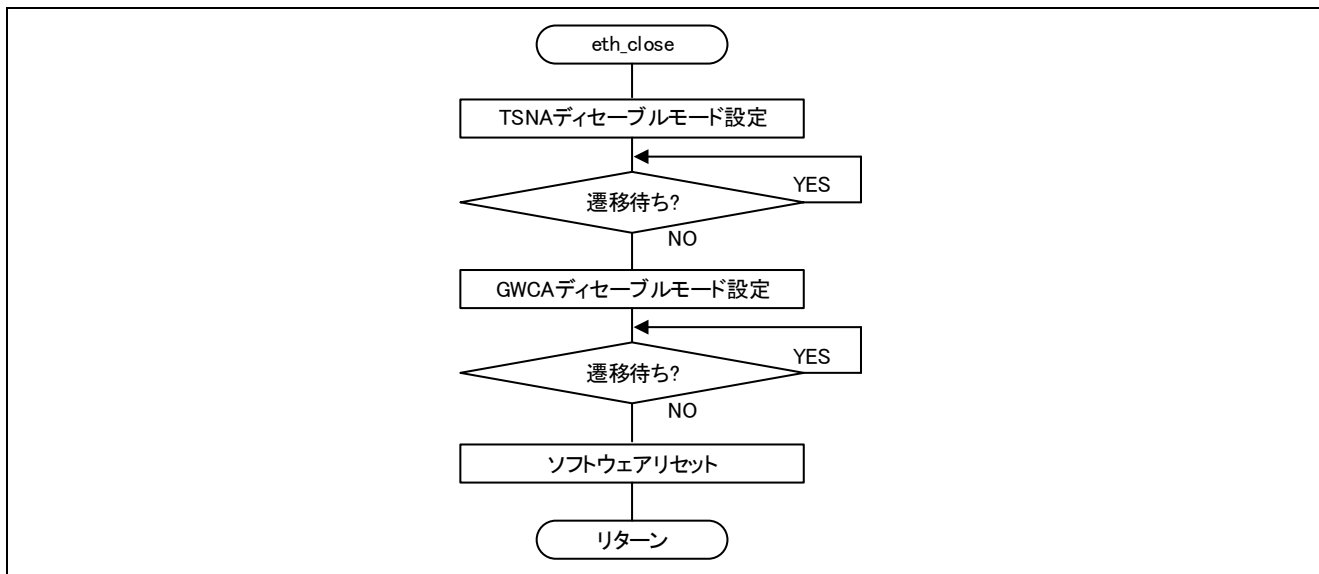 eth_close
TSNAディセーブルモード設定
YES
遷移待ち?
NO
GWCAディセーブルモード設定
YES
遷移待ち?
NO
ソフトウェアリセット
リターン